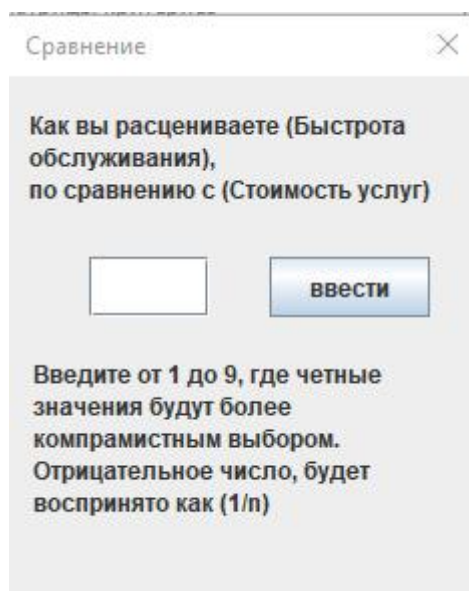 Сравнение
Как вы расцениваете (Быстрота
обслуживания),
по сравнению с (Стоимость услуг)
ввести
Введите от 1 до 9, где четные
значения будут более
компрамистным выбором.
Отрицательное число, будет
воспринято как (1/n)